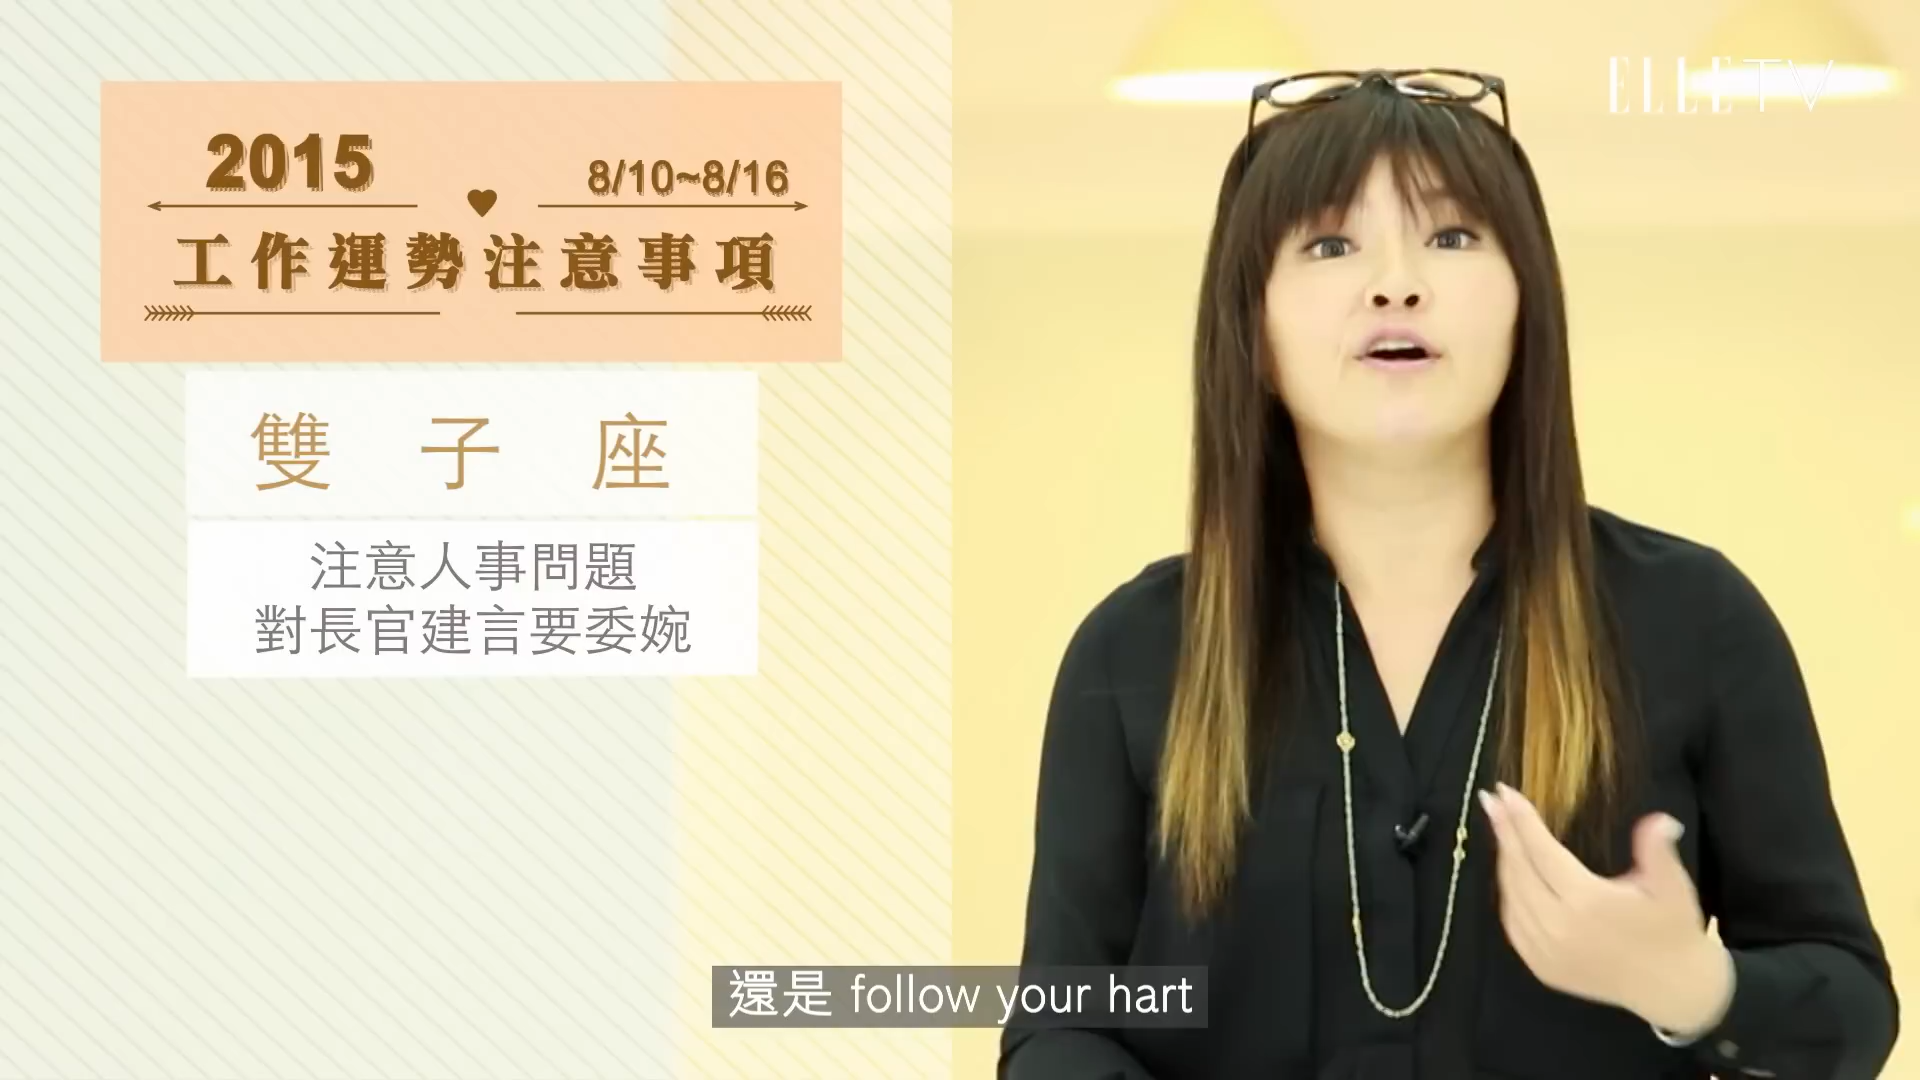 ELLE TV
2015
8/10~8/16
工作運勢注意事項
雙子座
注意人事問題
對長官建言要委婉
還是 follow your hart